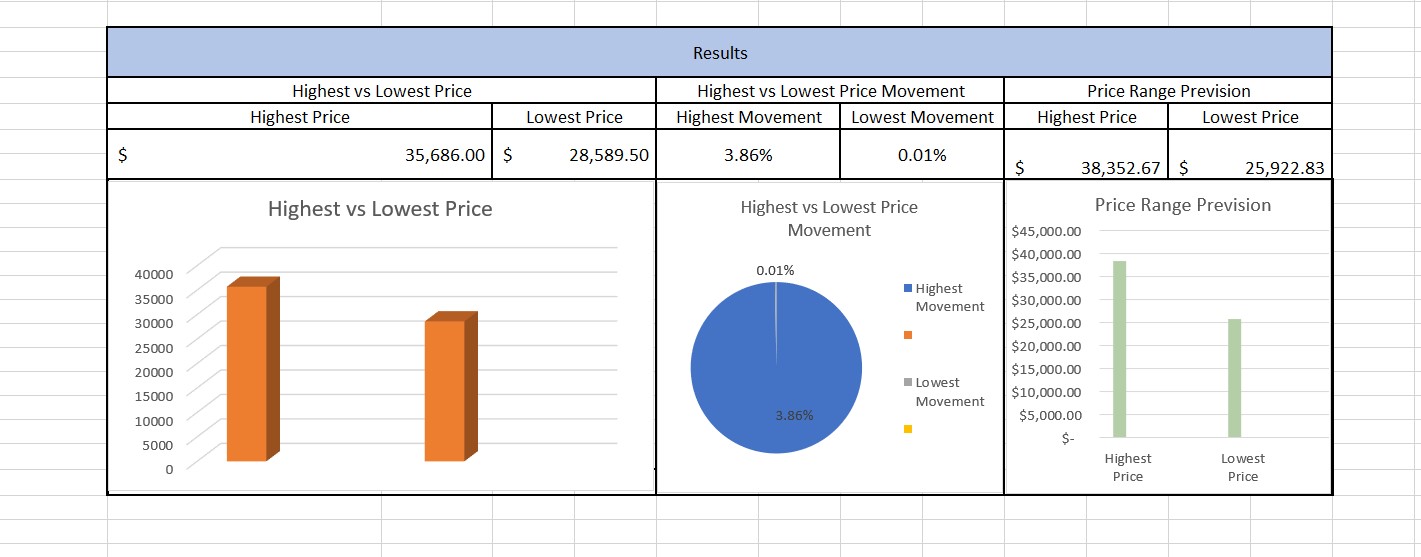 Results
Highest vs Lowest Price
Highest vs Lowest Price Movement
Price Range Prevision
Highest Price
Lowest Price
Highest Movement
Lowest Movement
Highest Price
Lowest Price
$ 35,686.00
$ 28,589.50
3.86%
0.01%
$ 38,352.67
$ 25,922.83
Highest vs Lowest Price
40000
35000
30000
25000
20000
15000
10000
5000
0
Highest vs Lowest Price
Movement
0.01%
3.86%
Highest
Movement
Lowest
Movement
Price Range Prevision
$45,000.00
$40,000.00
$35,000.00
$30,000.00
$25,000.00
$20,000.00
$15,000.00
$10,000.00
$5,000.00
$-
Highest
Price
Lowest
Price